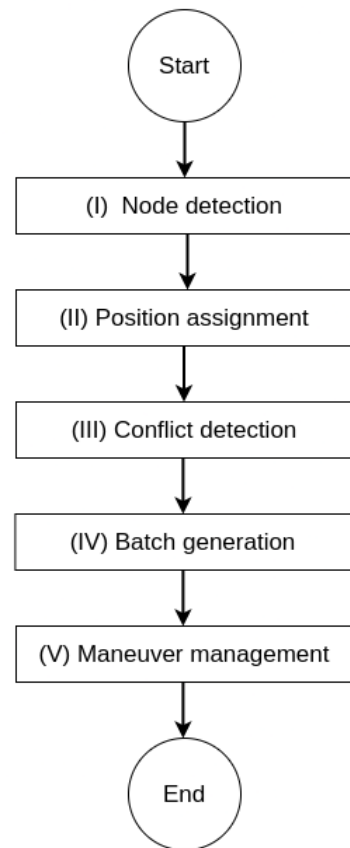 Start
(I) Node detection
(II) Position assignment
(III) Conflict detection
(IV) Batch generation
(V) Maneuver management
End